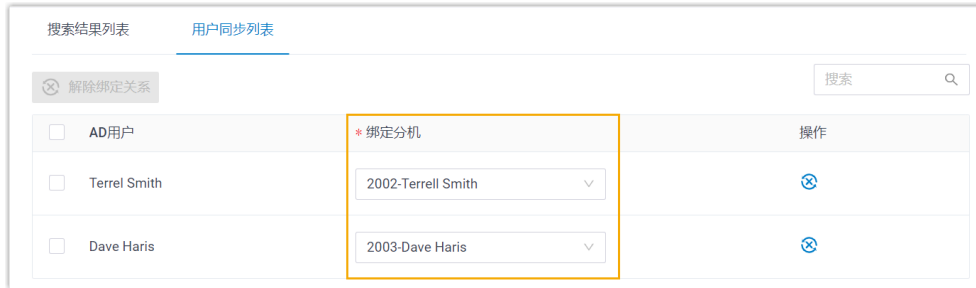 搜索结果列表 用户同步列表
解除绑定关系 搜索
AD用户 * 绑定分机 操作
Terrel Smith 2002-Terrell Smith
Dave Haris 2003-Dave Haris